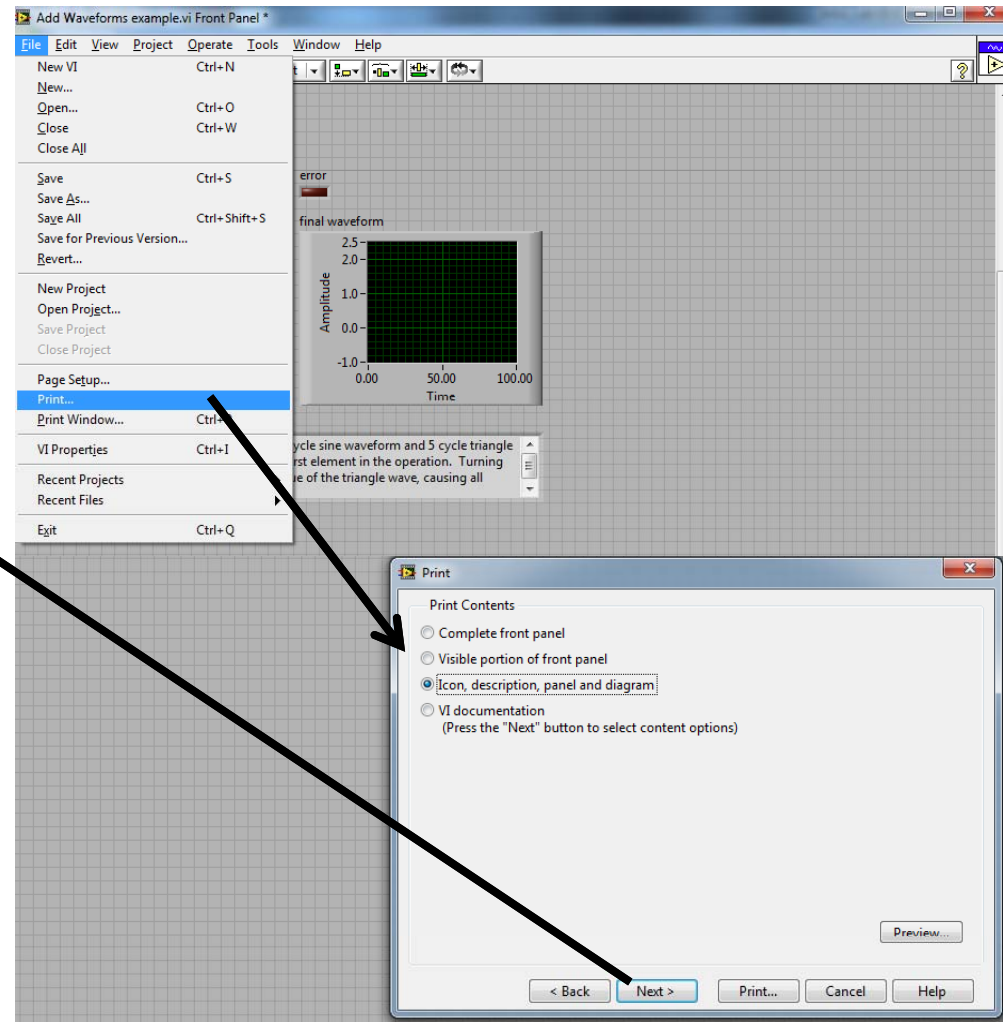 Add Waveforms example.vi Front Panel *
File Edit View Project Operate Tools Window Help
New VI Ctrl+N
New...
Open... Ctrl+O
Close Ctrl+W
Close All
Save Ctrl+S
Save As...
Save All Ctrl+Shift+S
Save for Previous Version...
Revert...
New Project
Open Project...
Save Project
Close Project
Page Setup...
Print...
Print Window...
VI Properties Ctrl+I
Recent Projects
Recent Files
Exit Ctrl+Q
error
final waveform
2.5
2.0
1.0
0.0
-1.0
Amplitude
0.00 50.00 100.00
Time
sine waveform and 5 cycle triangle
element in the operation. Turning
of the triangle wave, causing all
Print
Print Contents
Complete front panel
Visible portion of front panel
Icon, description, panel and diagram
VI documentation
(Press the "Next" button to select content options)
Preview...
< Back Next > Print... Cancel Help